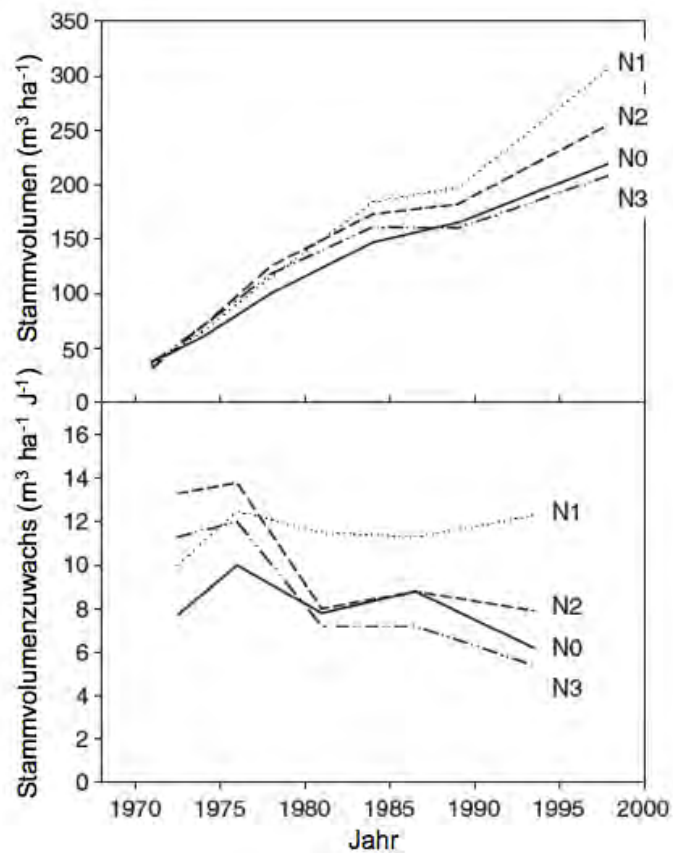 Stammvolumen (m³ ha⁻¹)
350
300
250
200
150
100
50
0
N1
N2
N0
N3
Stammvolumenzuwachs (m³ ha⁻¹ J⁻¹)
16
14
12
10
8
6
4
2
0
N1
N2
N0
N3
1970 1975 1980 1985 1990 1995 2000
Jahr